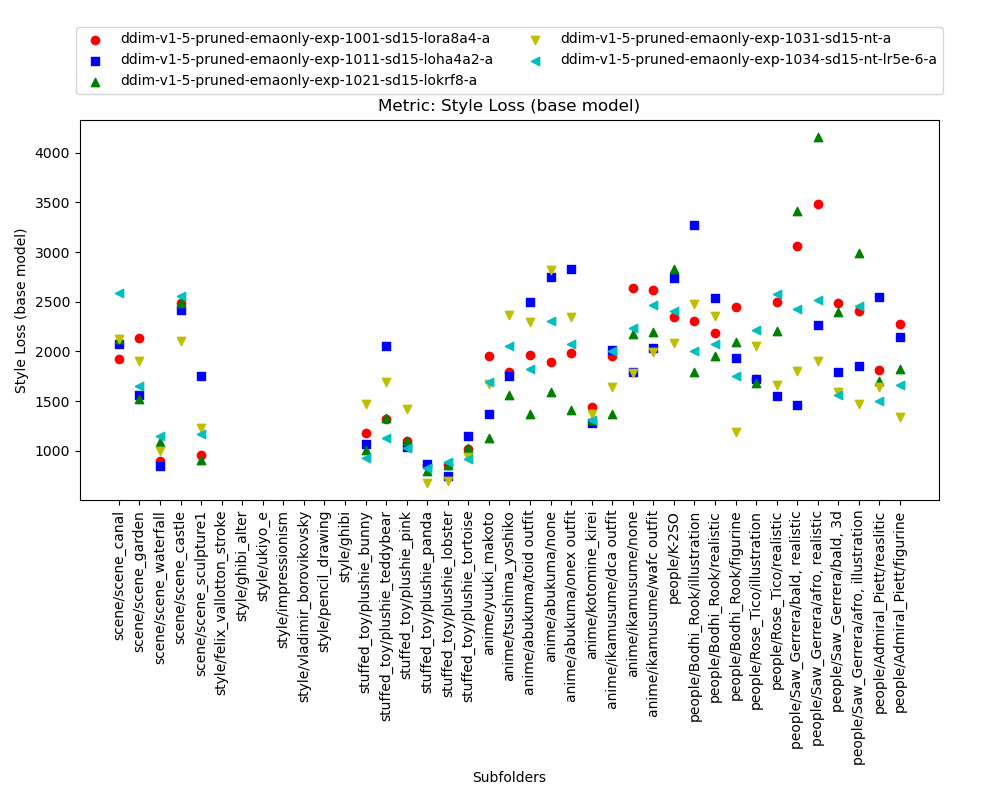 ddim-v1-5-pruned-emaonly-exp-1001-sd15-lora8a4-a
ddim-v1-5-pruned-emaonly-exp-1011-sd15-loha4a2-a
ddim-v1-5-pruned-emaonly-exp-1021-sd15-lokrf8-a
ddim-v1-5-pruned-emaonly-exp-1031-sd15-nt-a
ddim-v1-5-pruned-emaonly-exp-1034-sd15-nt-lr5e-6-a
Metric: Style Loss (base model)
Style Loss (base model)
4000
3500
3000
2500
2000
1500
1000
scene/scene_canal
scene/scene_garden
scene/scene_waterfall
scene/scene_castle
scene/scene_sculpture1
style/felix_vallotton_stroke
style/ghibi_alter
style/ukiyo_e
style/impressionism
style/vladimir_borovikovsky
style/pencil_drawing
style/ghibi
stuffed_toy/plushie_bunny
stuffed_toy/plushie_teddybear
stuffed_toy/plushie_pink
stuffed_toy/plushie_panda
stuffed_toy/plushie_lobster
stuffed_toy/plushie_tortoise
anime/yuuki_makoto
anime/tsushima_yoshiko
anime/abukuma/toid outfit
anime/abukuma/none
anime/abukuma/onex outfit
anime/kotomine_kirei
anime/ikamusume/dca outfit
anime/ikamusume/none
anime/ikamusume/wafc outfit
people/K-2SO
people/Bodhi_Rook/illustration
people/Bodhi_Rook/realistic
people/Bodhi_Rook/figurine
people/Rose_Tico/illustration
people/Rose_Tico/realistic
people/Saw_Gerrera/bald, realistic
people/Saw_Gerrera/afro, realistic
people/Saw_Gerrera/bald, 3d
people/Saw_Gerrera/afro, illustration
people/Admiral_Piett/reaslitic
people/Admiral_Piett/figurine
Subfolders